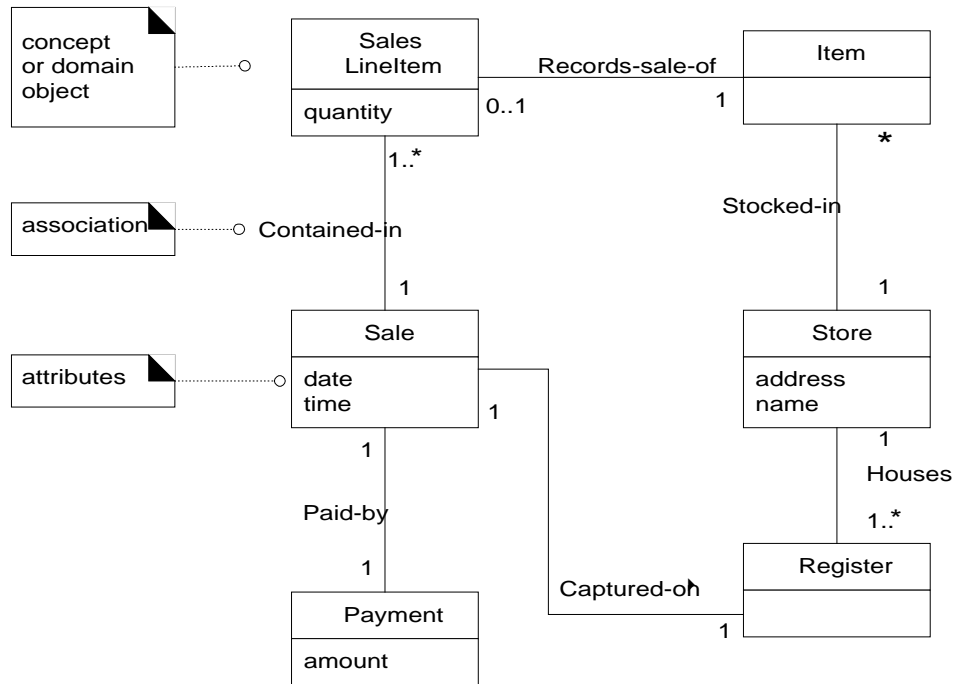 concept
or domain
object
Sales
LineItem
quantity
Records-sale-of
0..1
1
Item
*
1..*
Stocked-in
association
Contained-in
1
1
Sale
date
time
Store
address
name
attributes
1
1
1
Houses
Paid-by
1..*
1
Payment
amount
Captured-on
1
Register